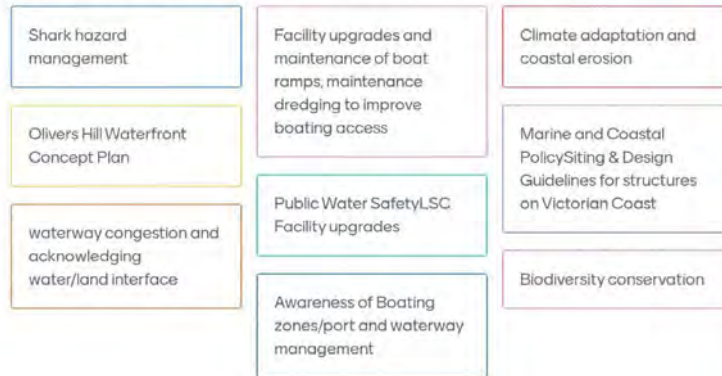 Shark hazard
management
Olivers Hill Waterfront
Concept Plan
waterway congestion and
acknowledging
water/land interface
Facility upgrades and
maintenance of boat
ramps, maintenance
dredging to improve
boating access
Public Water SafetyLSC
Facility upgrades
Awareness of Boating
zones/port and waterway
management
Climate adaptation and
coastal erosion
Marine and Coastal
PolicySiting & Design
Guidelines for structures
on Victorian Coast
Biodiversity conservation